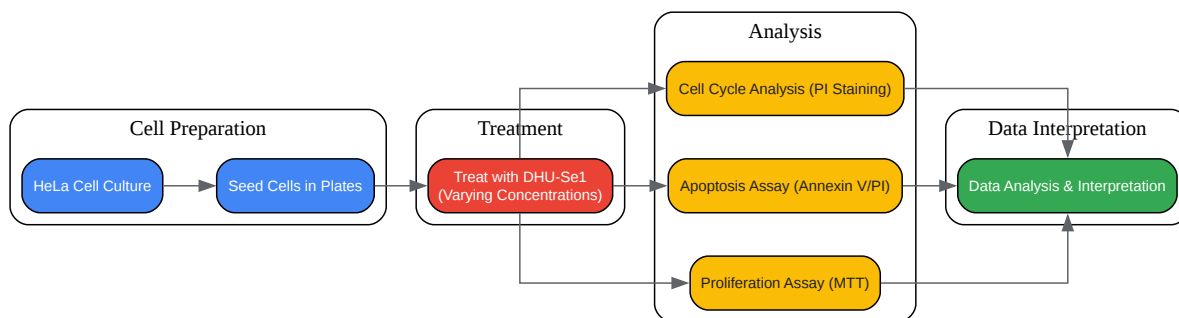 Cell Preparation
HeLa Cell Culture
Seed Cells in Plates
Treatment
Treat with DHU-Se1
(Varying Concentrations)
Analysis
Cell Cycle Analysis (PI Staining)
Apoptosis Assay (Annexin V/PI)
Proliferation Assay (MTT)
Data Interpretation
Data Analysis & Interpretation